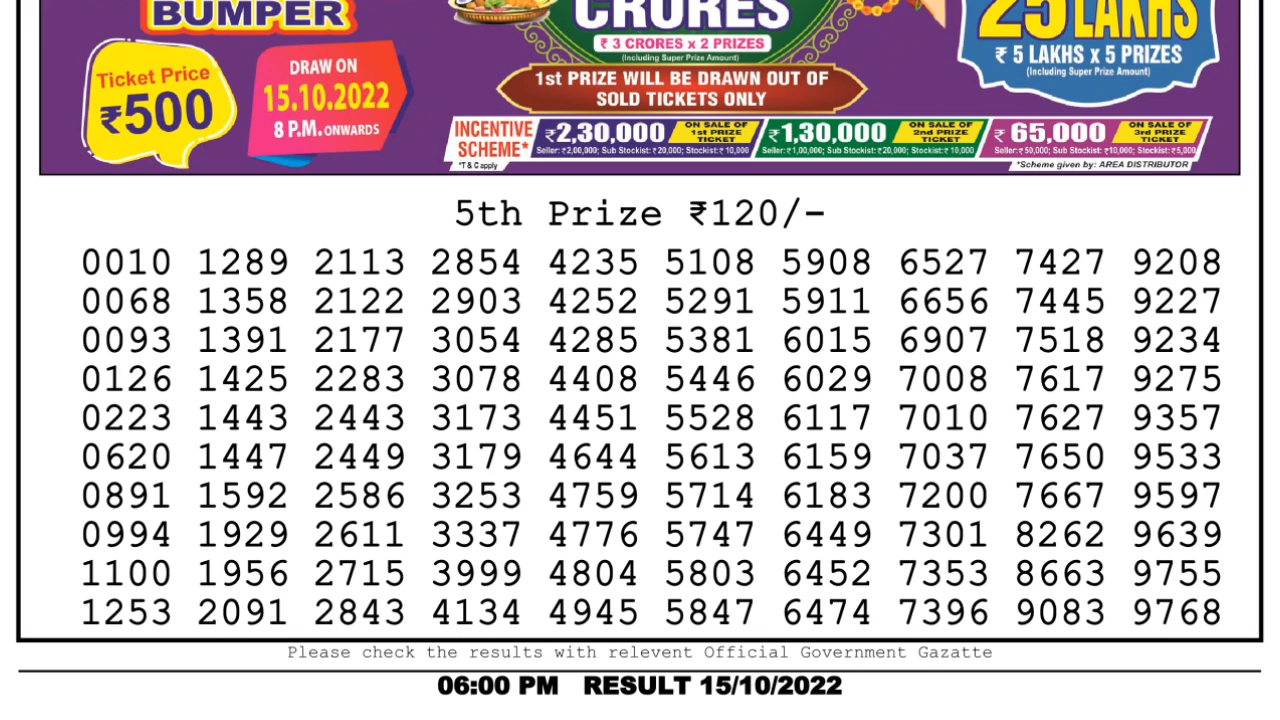 BUMPER
CRORES
25 LAKHS
₹ 3 CRORES x 2 PRIZES
(Including Super Prize Amount)
₹ 5 LAKHS x 5 PRIZES
(Including Super Prize Amount)
Ticket Price
₹500
DRAW ON
15.10.2022
8 P.M. ONWARDS
1st PRIZE WILL BE DRAWN OUT OF
SOLD TICKETS ONLY
INCENTIVE
SCHEME*
*T & C apply
₹2,30,000
ON SALE OF
1st PRIZE
TICKET
Seller: ₹2,00,000; Sub Stockist: ₹20,000; Stockist: ₹ 10,000
₹1,30,000
ON SALE OF
2nd PRIZE
TICKET
Seller: ₹1,00,000; Sub Stockist: ₹20,000; Stockist: ₹ 10,000
₹ 65,000
ON SALE OF
3rd PRIZE
TICKET
Seller: ₹ 50,000; Sub Stockist: ₹10,000; Stockist: ₹5,000
*Scheme given by: AREA DISTRIBUTOR
5th Prize ₹120/-
0010 1289 2113 2854 4235 5108 5908 6527 7427 9208
0068 1358 2122 2903 4252 5291 5911 6656 7445 9227
0093 1391 2177 3054 4285 5381 6015 6907 7518 9234
0126 1425 2283 3078 4408 5446 6029 7008 7617 9275
0223 1443 2443 3173 4451 5528 6117 7010 7627 9357
0620 1447 2449 3179 4644 5613 6159 7037 7650 9533
0891 1592 2586 3253 4759 5714 6183 7200 7667 9597
0994 1929 2611 3337 4776 5747 6449 7301 8262 9639
1100 1956 2715 3999 4804 5803 6452 7353 8663 9755
1253 2091 2843 4134 4945 5847 6474 7396 9083 9768
Please check the results with relevent Official Government Gazatte
06:00 PM RESULT 15/10/2022